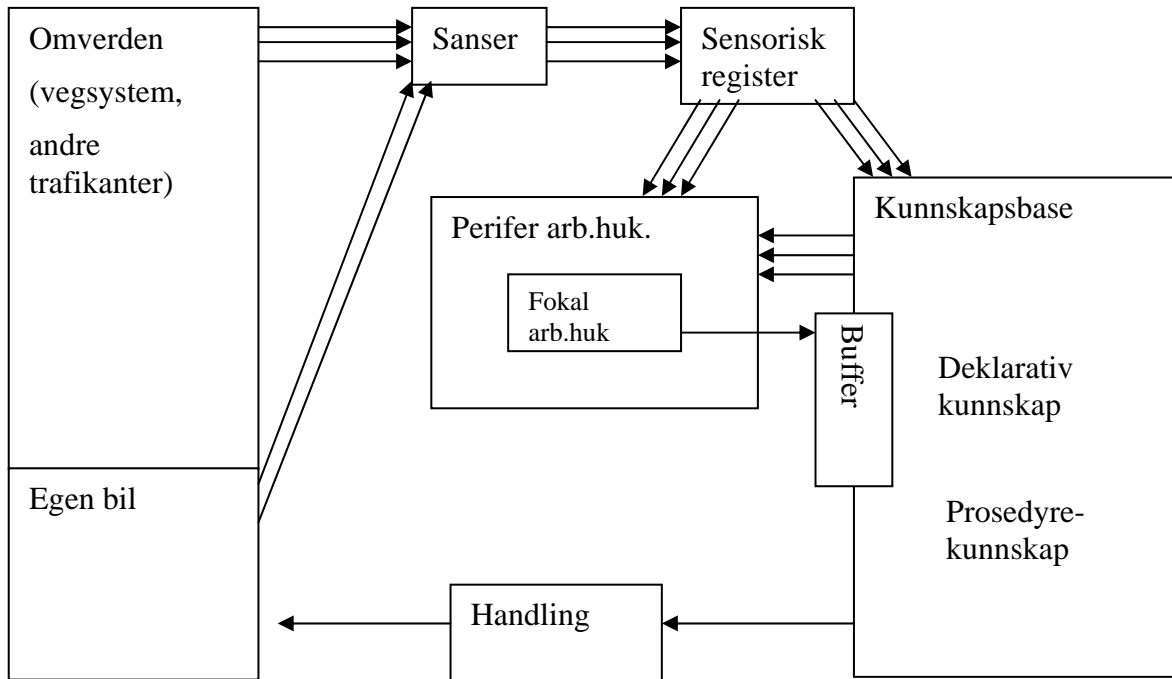 Omverden
(vegsystem,
andre
trafikanter)
Sanser
Sensorisk
register
Perifer arb.huk.
Fokal
arb.huk
Kunnskapsbase
Buffer
Deklarativ
kunnskap
Prosedyre-
kunnskap
Egen bil
Handling